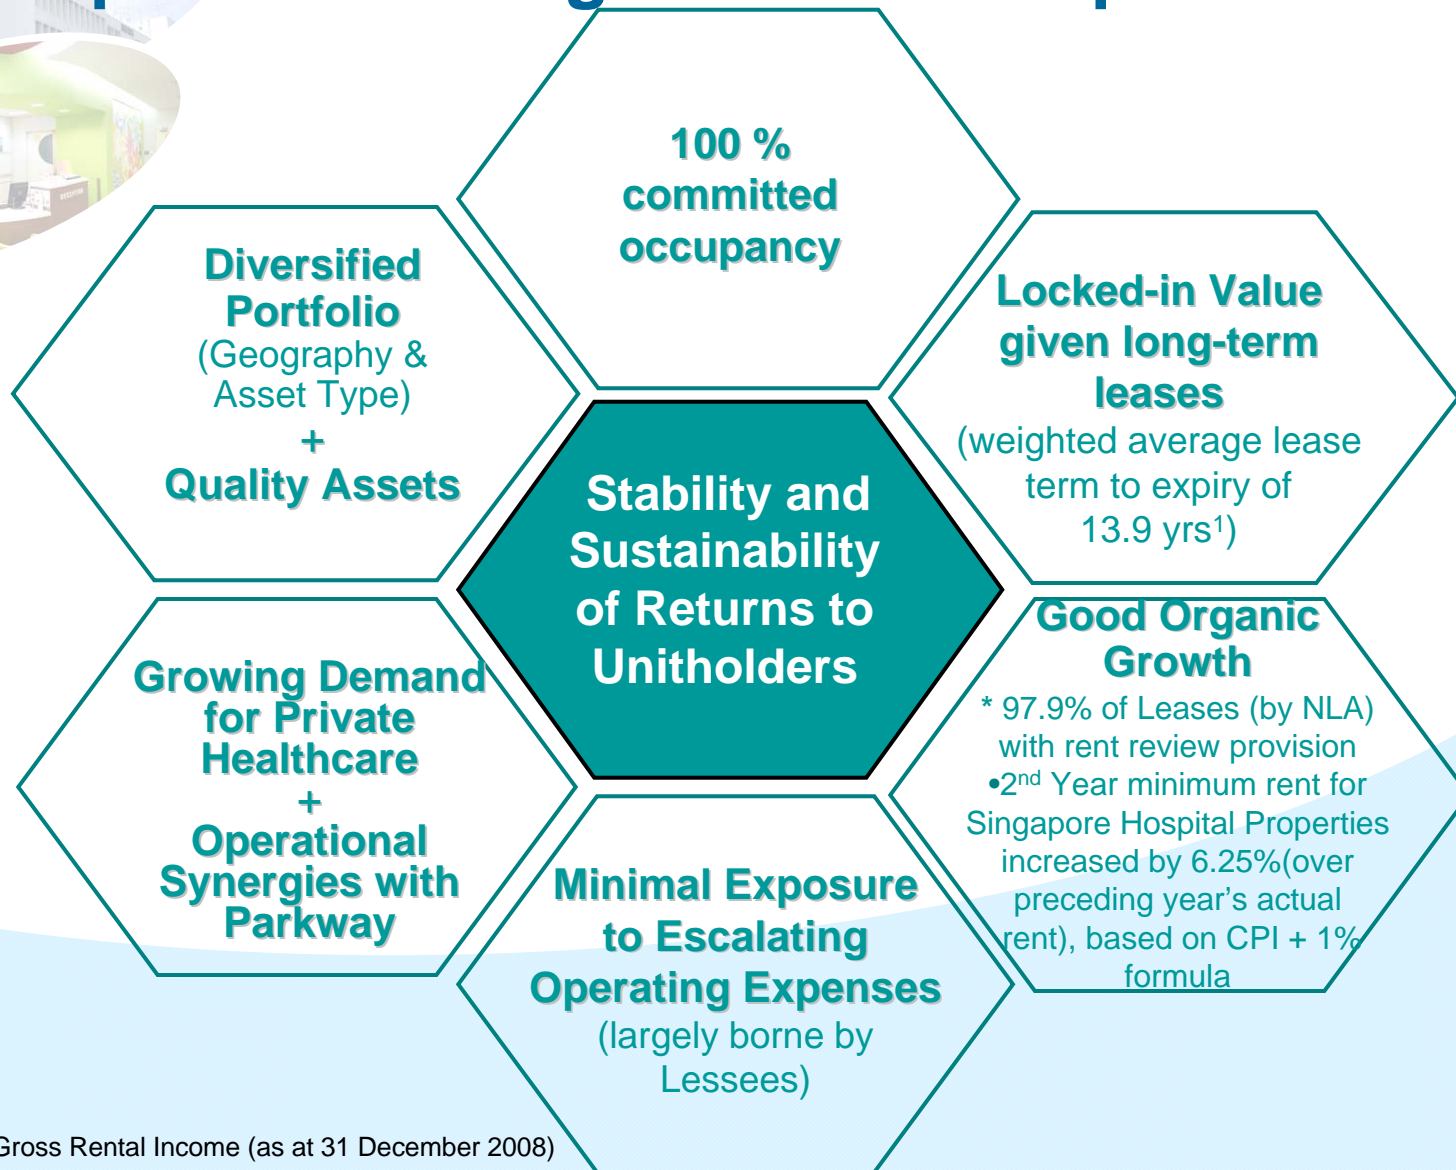 100 %
committed
occupancy
Diversified
Portfolio
(Geography &
Asset Type)
+
Quality Assets
Locked-in Value
given long-term
leases
(weighted average lease
term to expiry of
13.9 yrs¹)
Stability and
Sustainability
of Returns to
Unitholders
Growing Demand
for Private
Healthcare
+
Operational
Synergies with
Parkway
Good Organic
Growth
* 97.9% of Leases (by NLA)
with rent review provision
•2nd Year minimum rent for
Singapore Hospital Properties
increased by 6.25%(over
preceding year’s actual
rent), based on CPI + 1%
formula
Minimal Exposure
to Escalating
Operating Expenses
(largely borne by
Lessees)
Gross Rental Income (as at 31 December 2008)